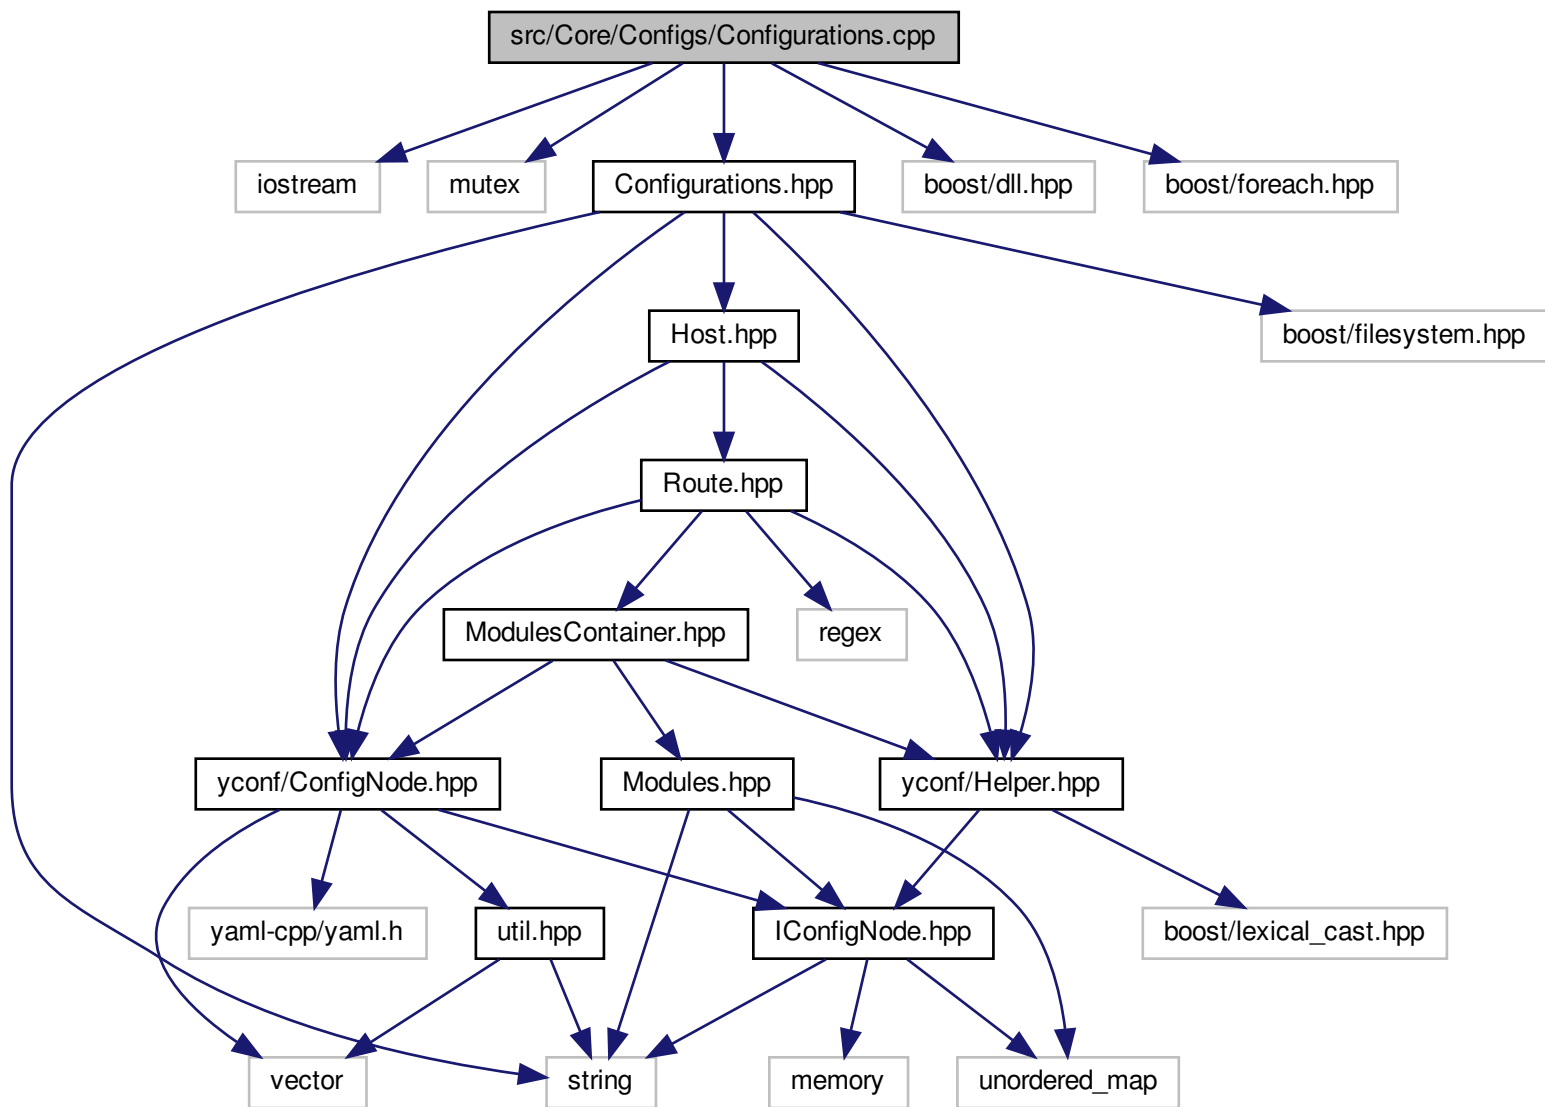 src/Core/Configs/Configurations.cpp
iostream
mutex
Configurations.hpp
boost/dll.hpp
boost/foreach.hpp
Host.hpp
boost/filesystem.hpp
Route.hpp
ModulesContainer.hpp
regex
yconf/ConfigNode.hpp
Modules.hpp
yconf/Helper.hpp
yaml-cpp/yaml.h
util.hpp
IConfigNode.hpp
boost/lexical_cast.hpp
vector
string
memory
unordered_map